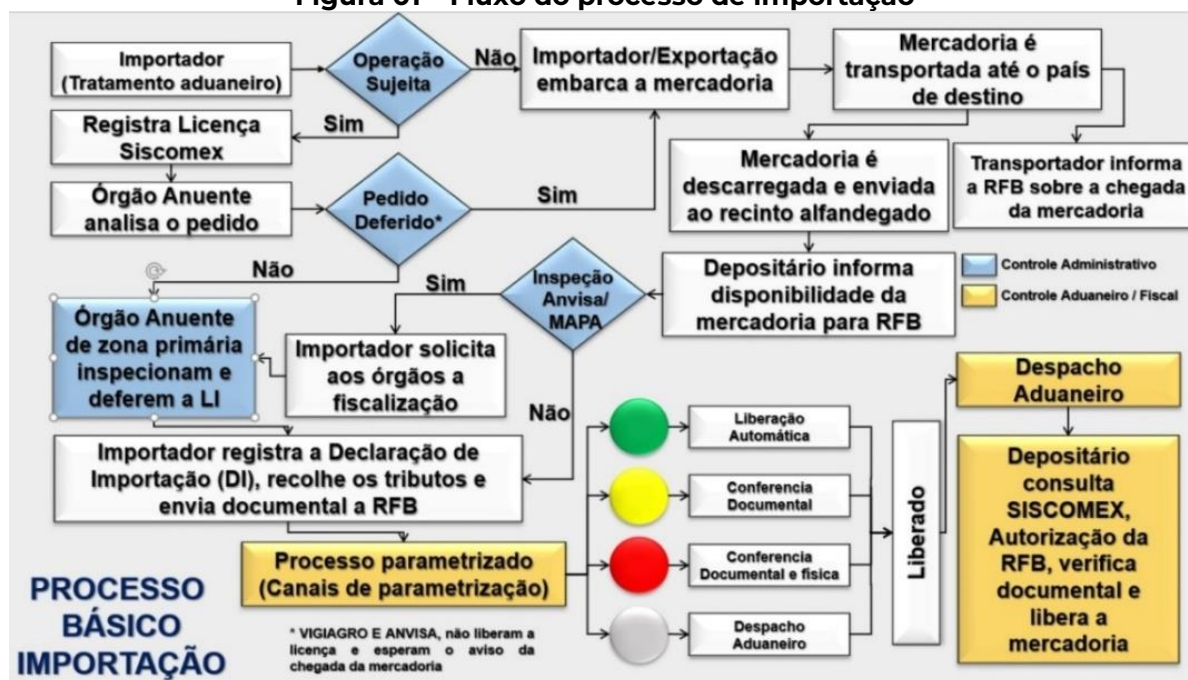 Figura 01 - Fluxo do processo de importação
Importador
(Tratamento aduaneiro)
Operação
Sujeita
Não
Importador/Exportação
embarca a mercadoria
Mercadoria é
transportada até o país
de destino
Registra Licença
Siscomex
Sim
Órgão Anuente
analisa o pedido
Pedido
Deferido*
Sim
Mercadoria é
descarregada e enviada
ao recinto alfandegado
Transportador informa
a RFB sobre a chegada
da mercadoria
Não
Sim
Inspeção
Anvisa/
MAPA
Depositário informa
disponibilidade da
mercadoria para RFB
Controle Administrativo
Controle Aduaneiro / Fiscal
Órgão Anuente
de zona primária
inspecionam e
deferem a LI
Importador solicita
aos órgãos a
fiscalização
Não
Importador registra a Declaração de
Importação (DI), recolhe os tributos e
envia documental a RFB
Processo parametrizado
(Canais de parametrização)
Liberação
Automática
Conferencia
Documental
Conferencia
Documental e física
Despacho
Aduaneiro
Liberado
Despacho
Aduaneiro
Depositário
consulta
SISCOMEX,
Autorização da
RFB, verifica
documental e
libera a
mercadoria
PROCESSO
BÁSICO
IMPORTAÇÃO
* VIGIAGRO E ANVISA, não liberam a
licença e esperam o aviso da
chegada da mercadoria